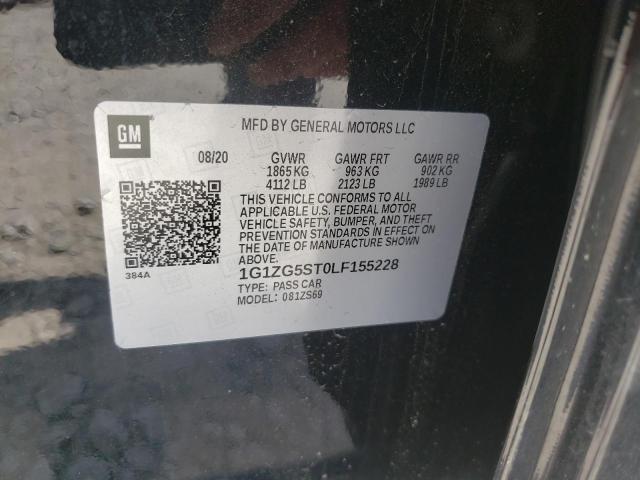 GM
MFD BY GENERAL MOTORS LLC
08/20 GVWR GAWR FRT GAWR RR
1865 KG 963 KG 902 KG
4112 LB 2123 LB 1989 LB
THIS VEHICLE CONFORMS TO ALL
APPLICABLE U.S. FEDERAL MOTOR
VEHICLE SAFETY, BUMPER, AND THEFT
PREVENTION STANDARDS IN EFFECT ON
THE DATE OF MANUFACTURE SHOWN
ABOVE.
384A
1G1ZG5ST0LF155228
TYPE: PASS CAR
MODEL: 081ZS69